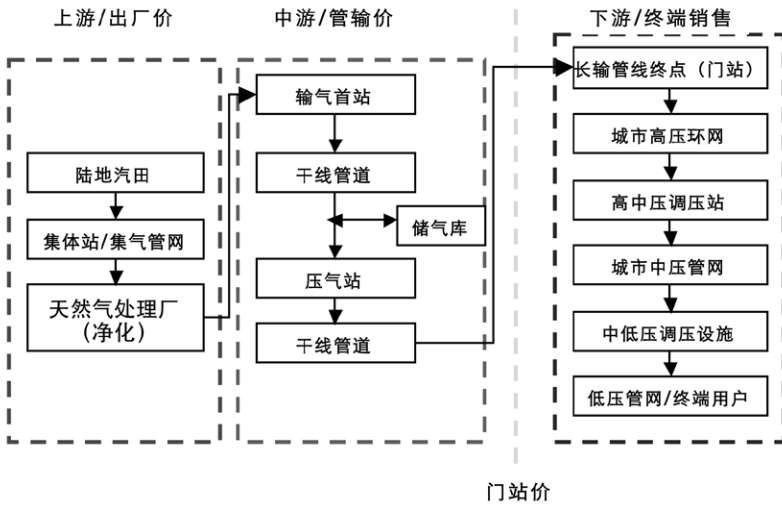 上游/出厂价
中游/管输价
下游/终端销售
陆地汽田
集体站/集气管网
天然气处理厂
(净化)
输气首站
干线管道
储气库
压气站
干线管道
长输管线终点（门站）
城市高压环网
高中压调压站
城市中压管网
中低压调压设施
低压管网/终端用户
门站价